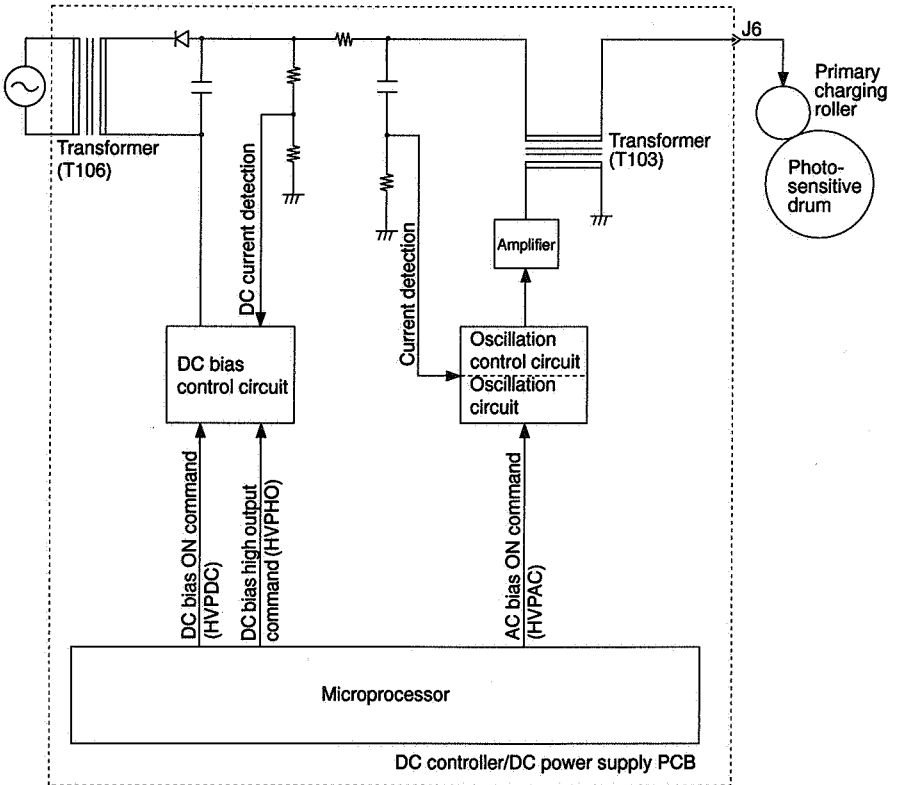 J6
Primary
charging
roller
Transformer
(T106)
Transformer
(T103)
Photo-
sensitive
drum
DC current detection
Current detection
Amplifier
DC bias
control circuit
Oscillation
control circuit
Oscillation
circuit
DC bias ON command
(HVPDC)
DC bias high output
command (HVPHO)
AC bias ON command
(HVPAC)
Microprocessor
DC controller/DC power supply PCB